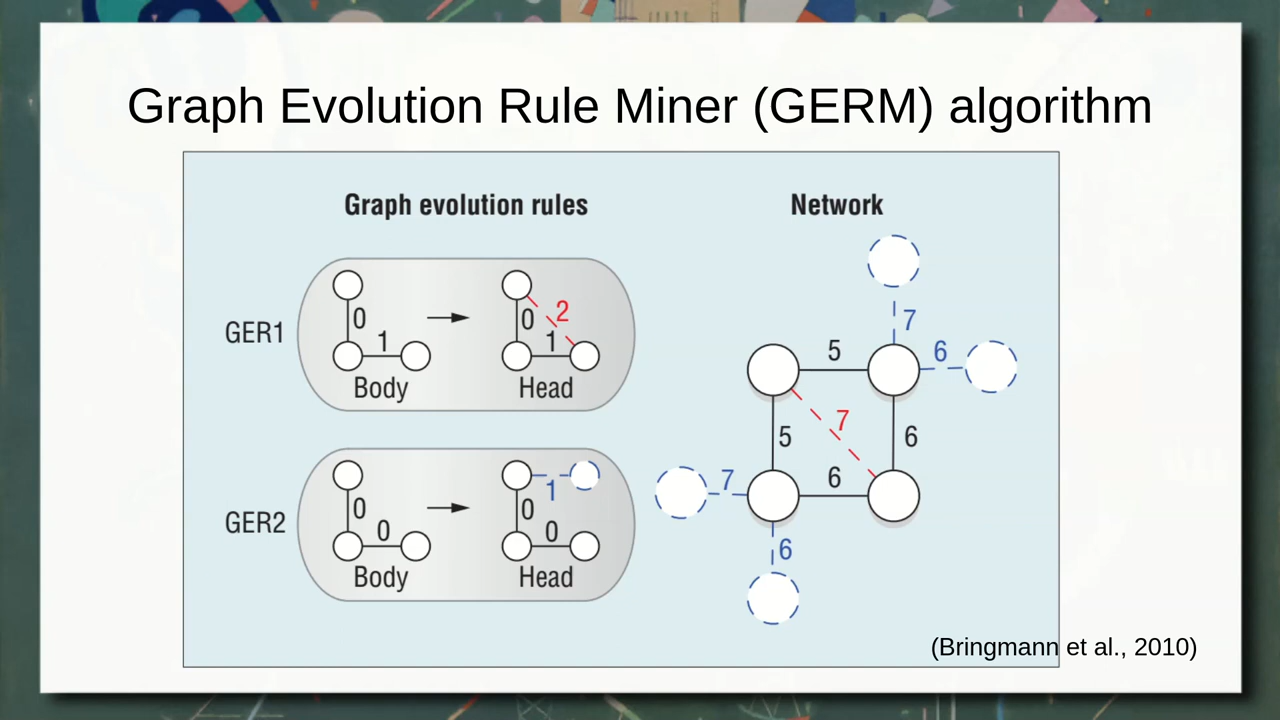 Graph Evolution Rule Miner (GERM) algorithm
Graph evolution rules
Network
GER1
0
1
Body
0
2
1
Head
GER2
0
0
Body
1
0
0
Head
7
5
6
7
5
6
7
6
6
(Bringmann et al., 2010)